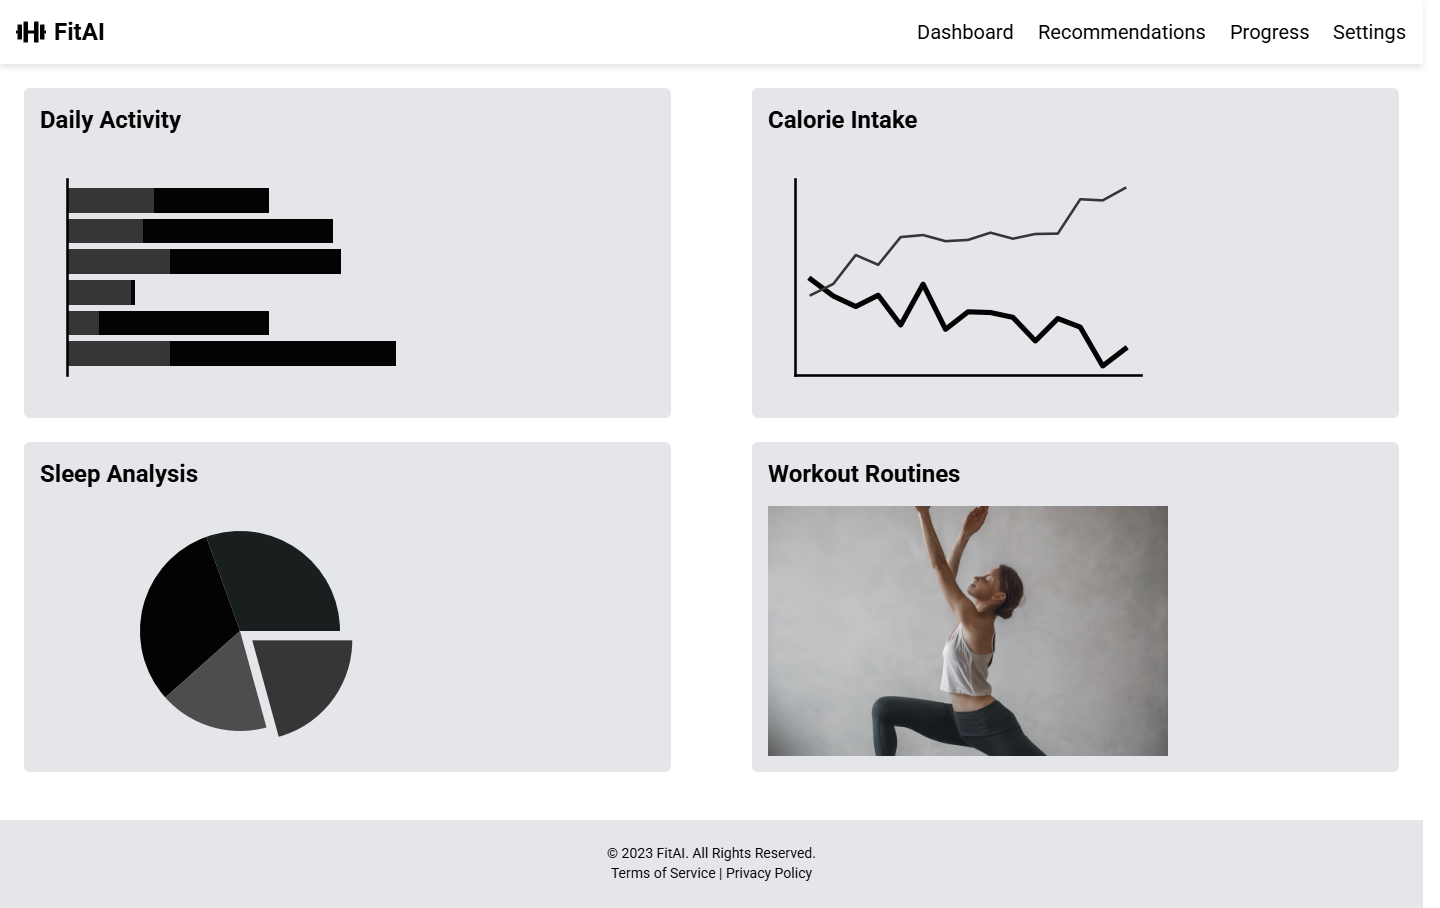 FitAI
Dashboard
Recommendations
Progress
Settings
Daily Activity
Calorie Intake
Sleep Analysis
Workout Routines
© 2023 FitAI. All Rights Reserved.
Terms of Service | Privacy Policy